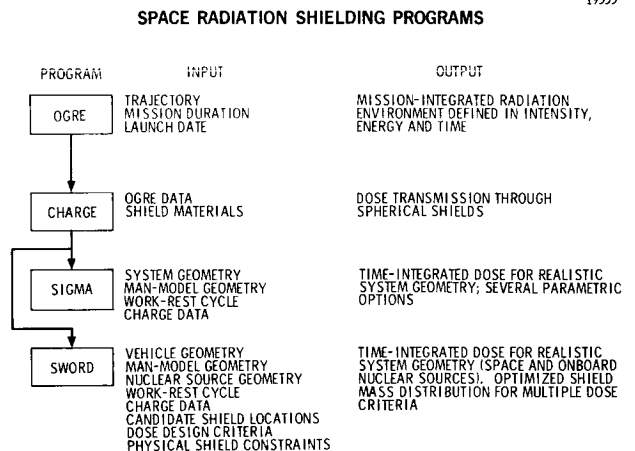 SPACE RADIATION SHIELDING PROGRAMS
PROGRAM INPUT OUTPUT
OGRE
TRAJECTORY
MISSION DURATION
LAUNCH DATE
MISSION-INTEGRATED RADIATION
ENVIRONMENT DEFINED IN INTENSITY,
ENERGY AND TIME
CHARGE
OGRE DATA
SHIELD MATERIALS
DOSE TRANSMISSION THROUGH
SPHERICAL SHIELDS
SIGMA
SYSTEM GEOMETRY
MAN-MODEL GEOMETRY
WORK-REST CYCLE
CHARGE DATA
TIME-INTEGRATED DOSE FOR REALISTIC
SYSTEM GEOMETRY; SEVERAL PARAMETRIC
OPTIONS
SWORD
VEHICLE GEOMETRY
MAN-MODEL GEOMETRY
NUCLEAR SOURCE GEOMETRY
WORK-REST CYCLE
CHARGE DATA
CANDIDATE SHIELD LOCATIONS
DOSE DESIGN CRITERIA
PHYSICAL SHIELD CONSTRAINTS
TIME-INTEGRATED DOSE FOR REALISTIC
SYSTEM GEOMETRY (SPACE AND ONBOARD
NUCLEAR SOURCES). OPTIMIZED SHIELD
MASS DISTRIBUTION FOR MULTIPLE DOSE
CRITERIA